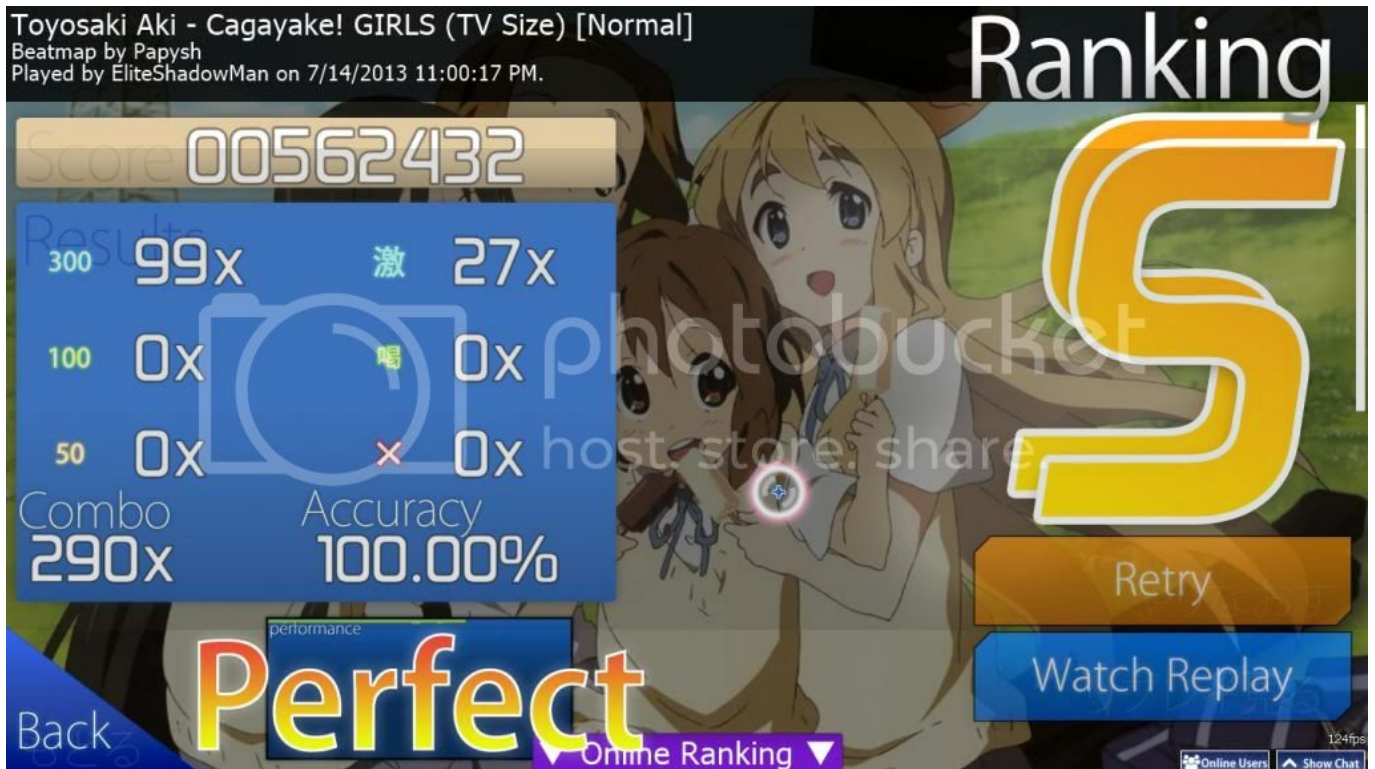 Toyosaki Aki - Cagayake! GIRLS (TV Size) [Normal]
Beatmap by Papysh
Played by EliteShadowMan on 7/14/2013 11:00:17 PM.
Ranking
Score 00562432
Results
300 99x 激 27x
100 0x 喝 0x
50 0x 0x
Combo Accuracy
290x 100.00%
photobucket
host. store. share.
S
Retry
Watch Replay
performance
Perfect
Back
Online Ranking
124fps
Online Users Show Chat